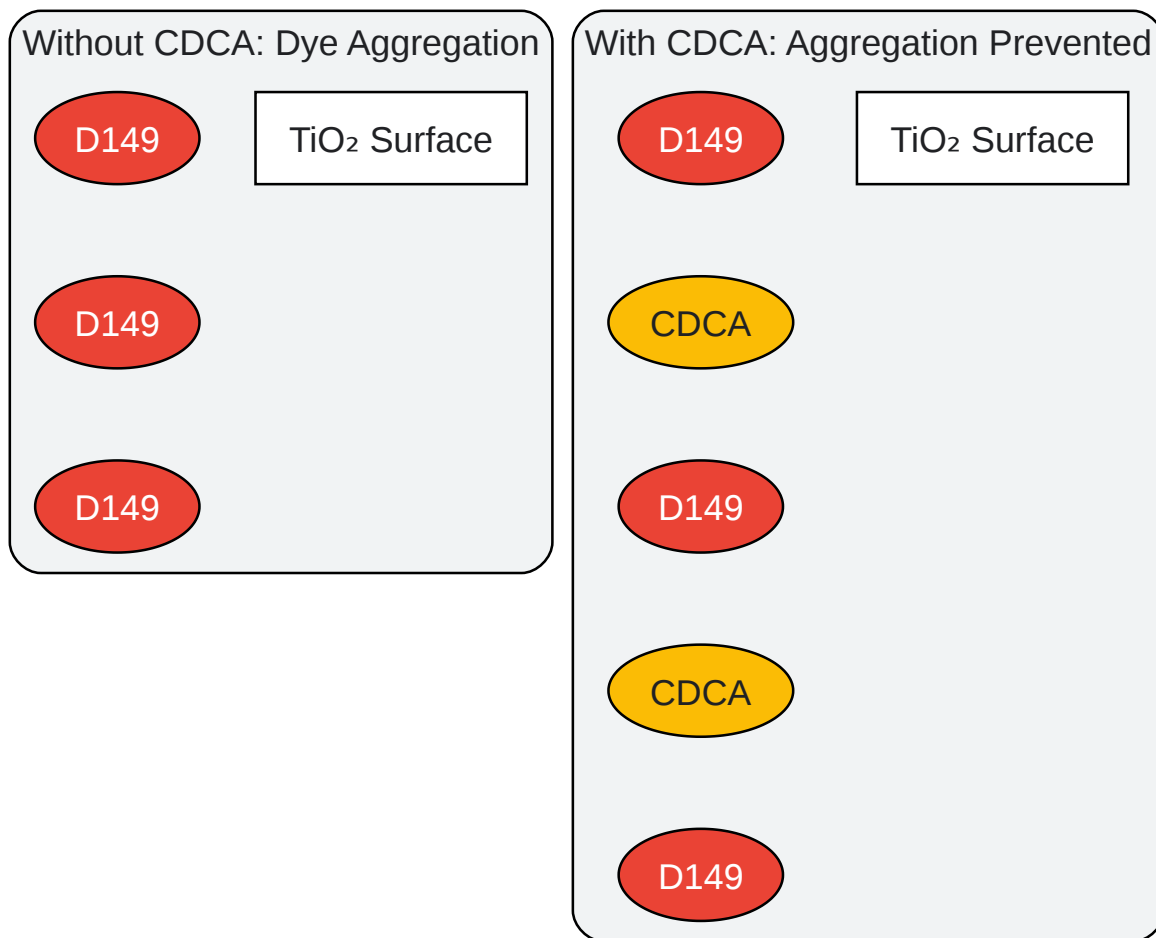 Without CDCA: Dye Aggregation
D149
TiO₂ Surface
D149
D149
With CDCA: Aggregation Prevented
D149
TiO₂ Surface
CDCA
D149
CDCA
D149